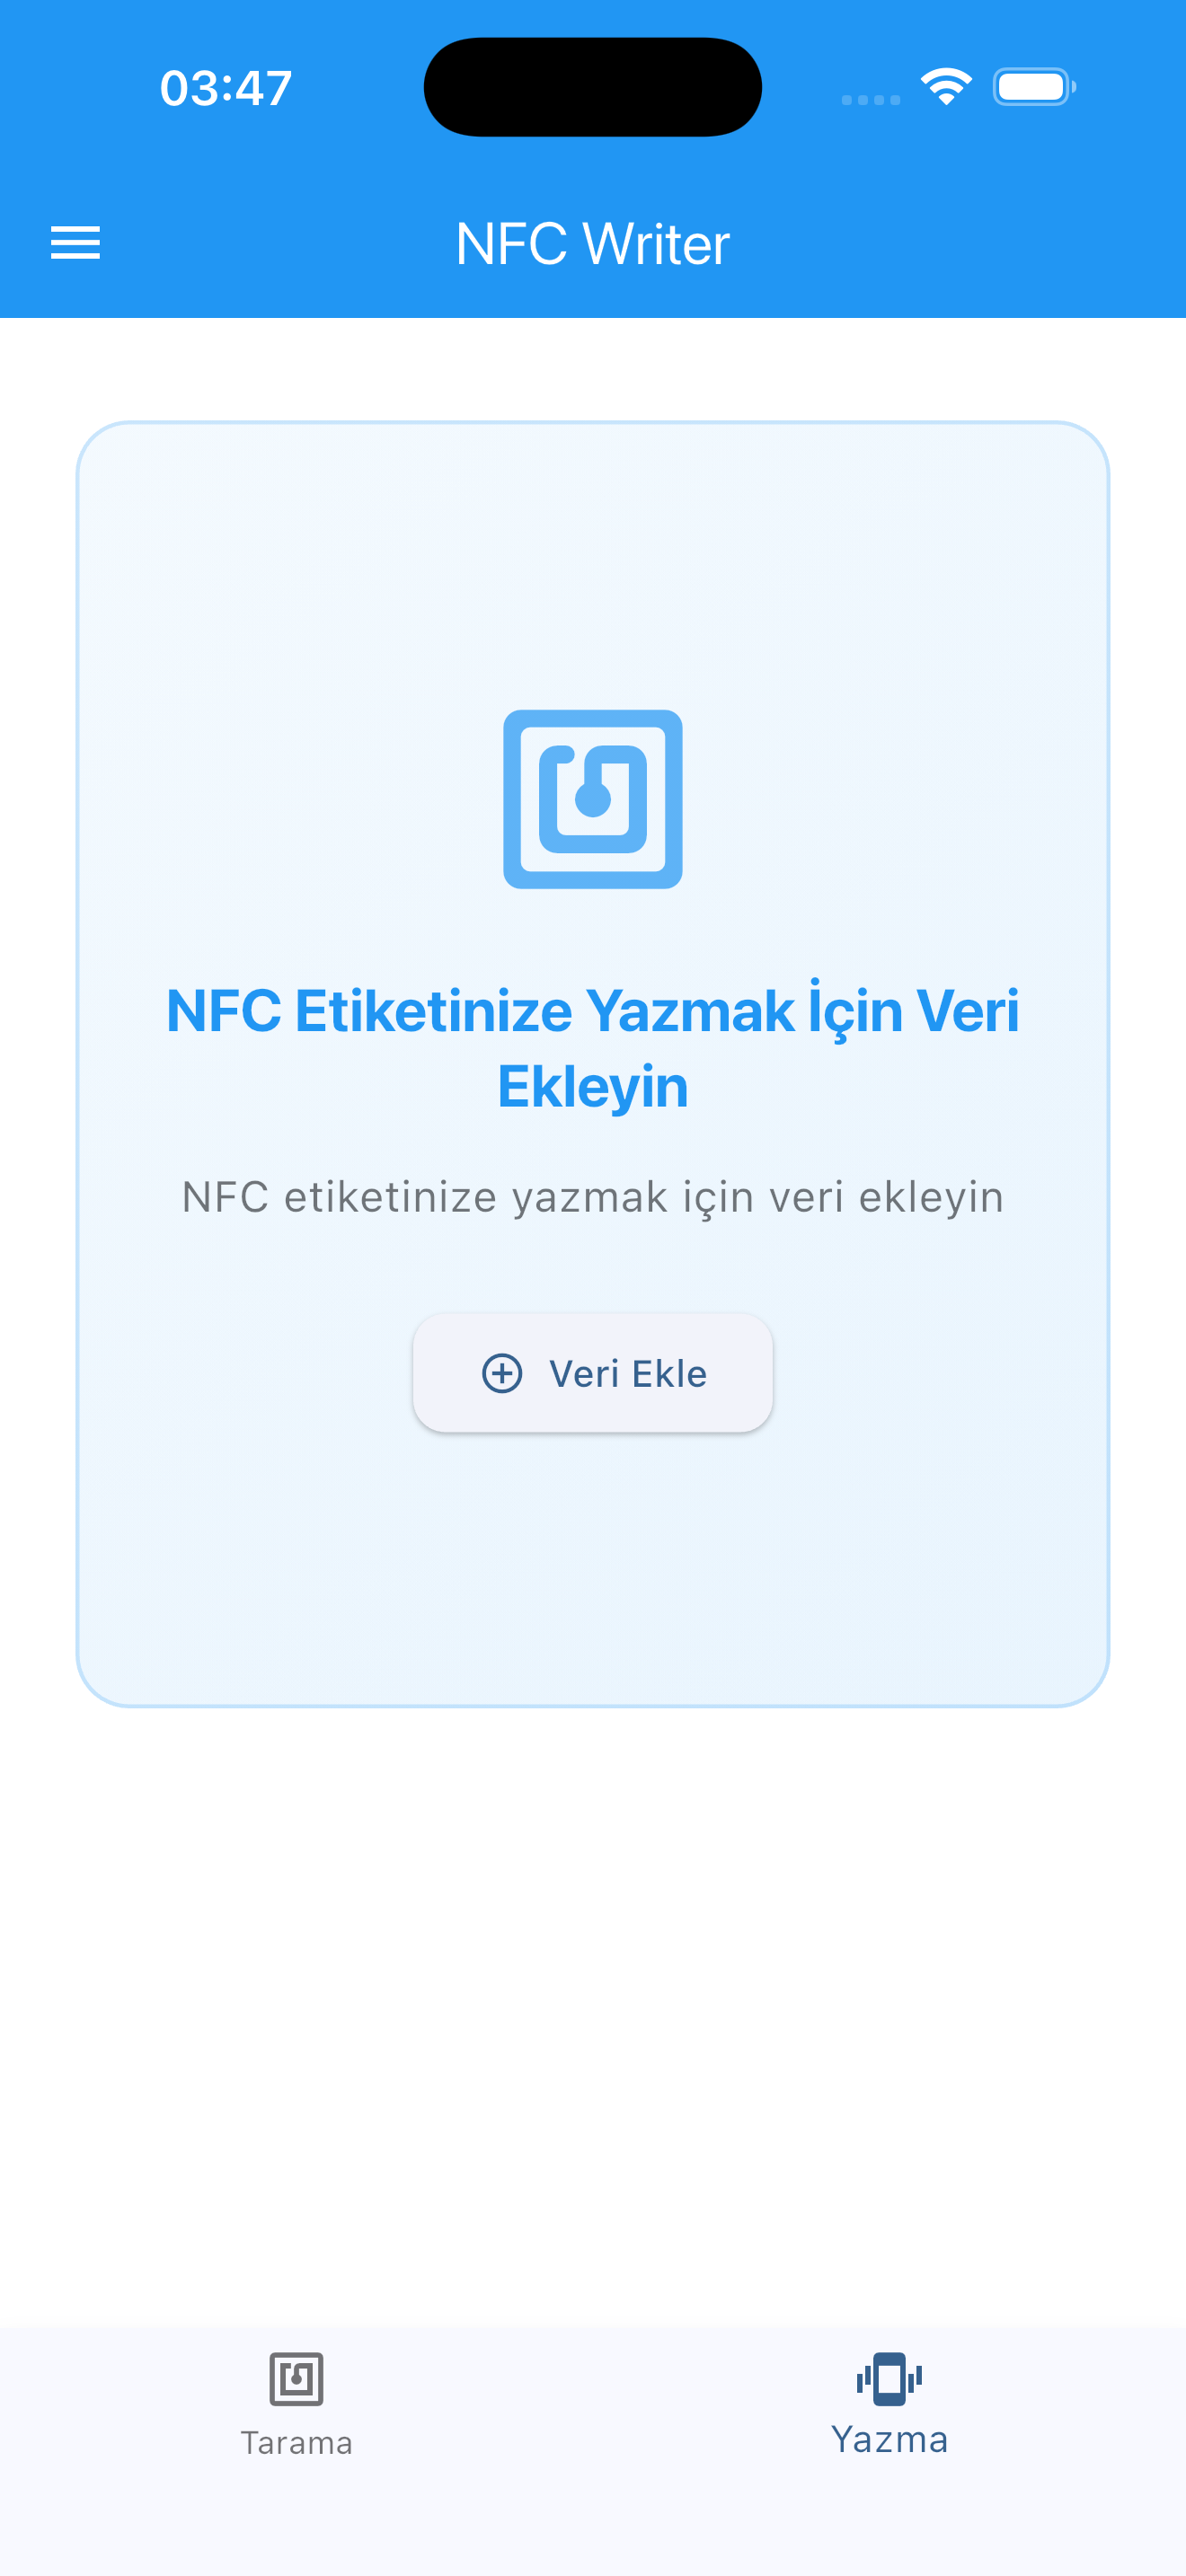 03:47
NFC Writer
NFC Etiketinize Yazmak İçin Veri
Ekleyin
NFC etiketinize yazmak için veri ekleyin
Veri Ekle
Tarama
Yazma